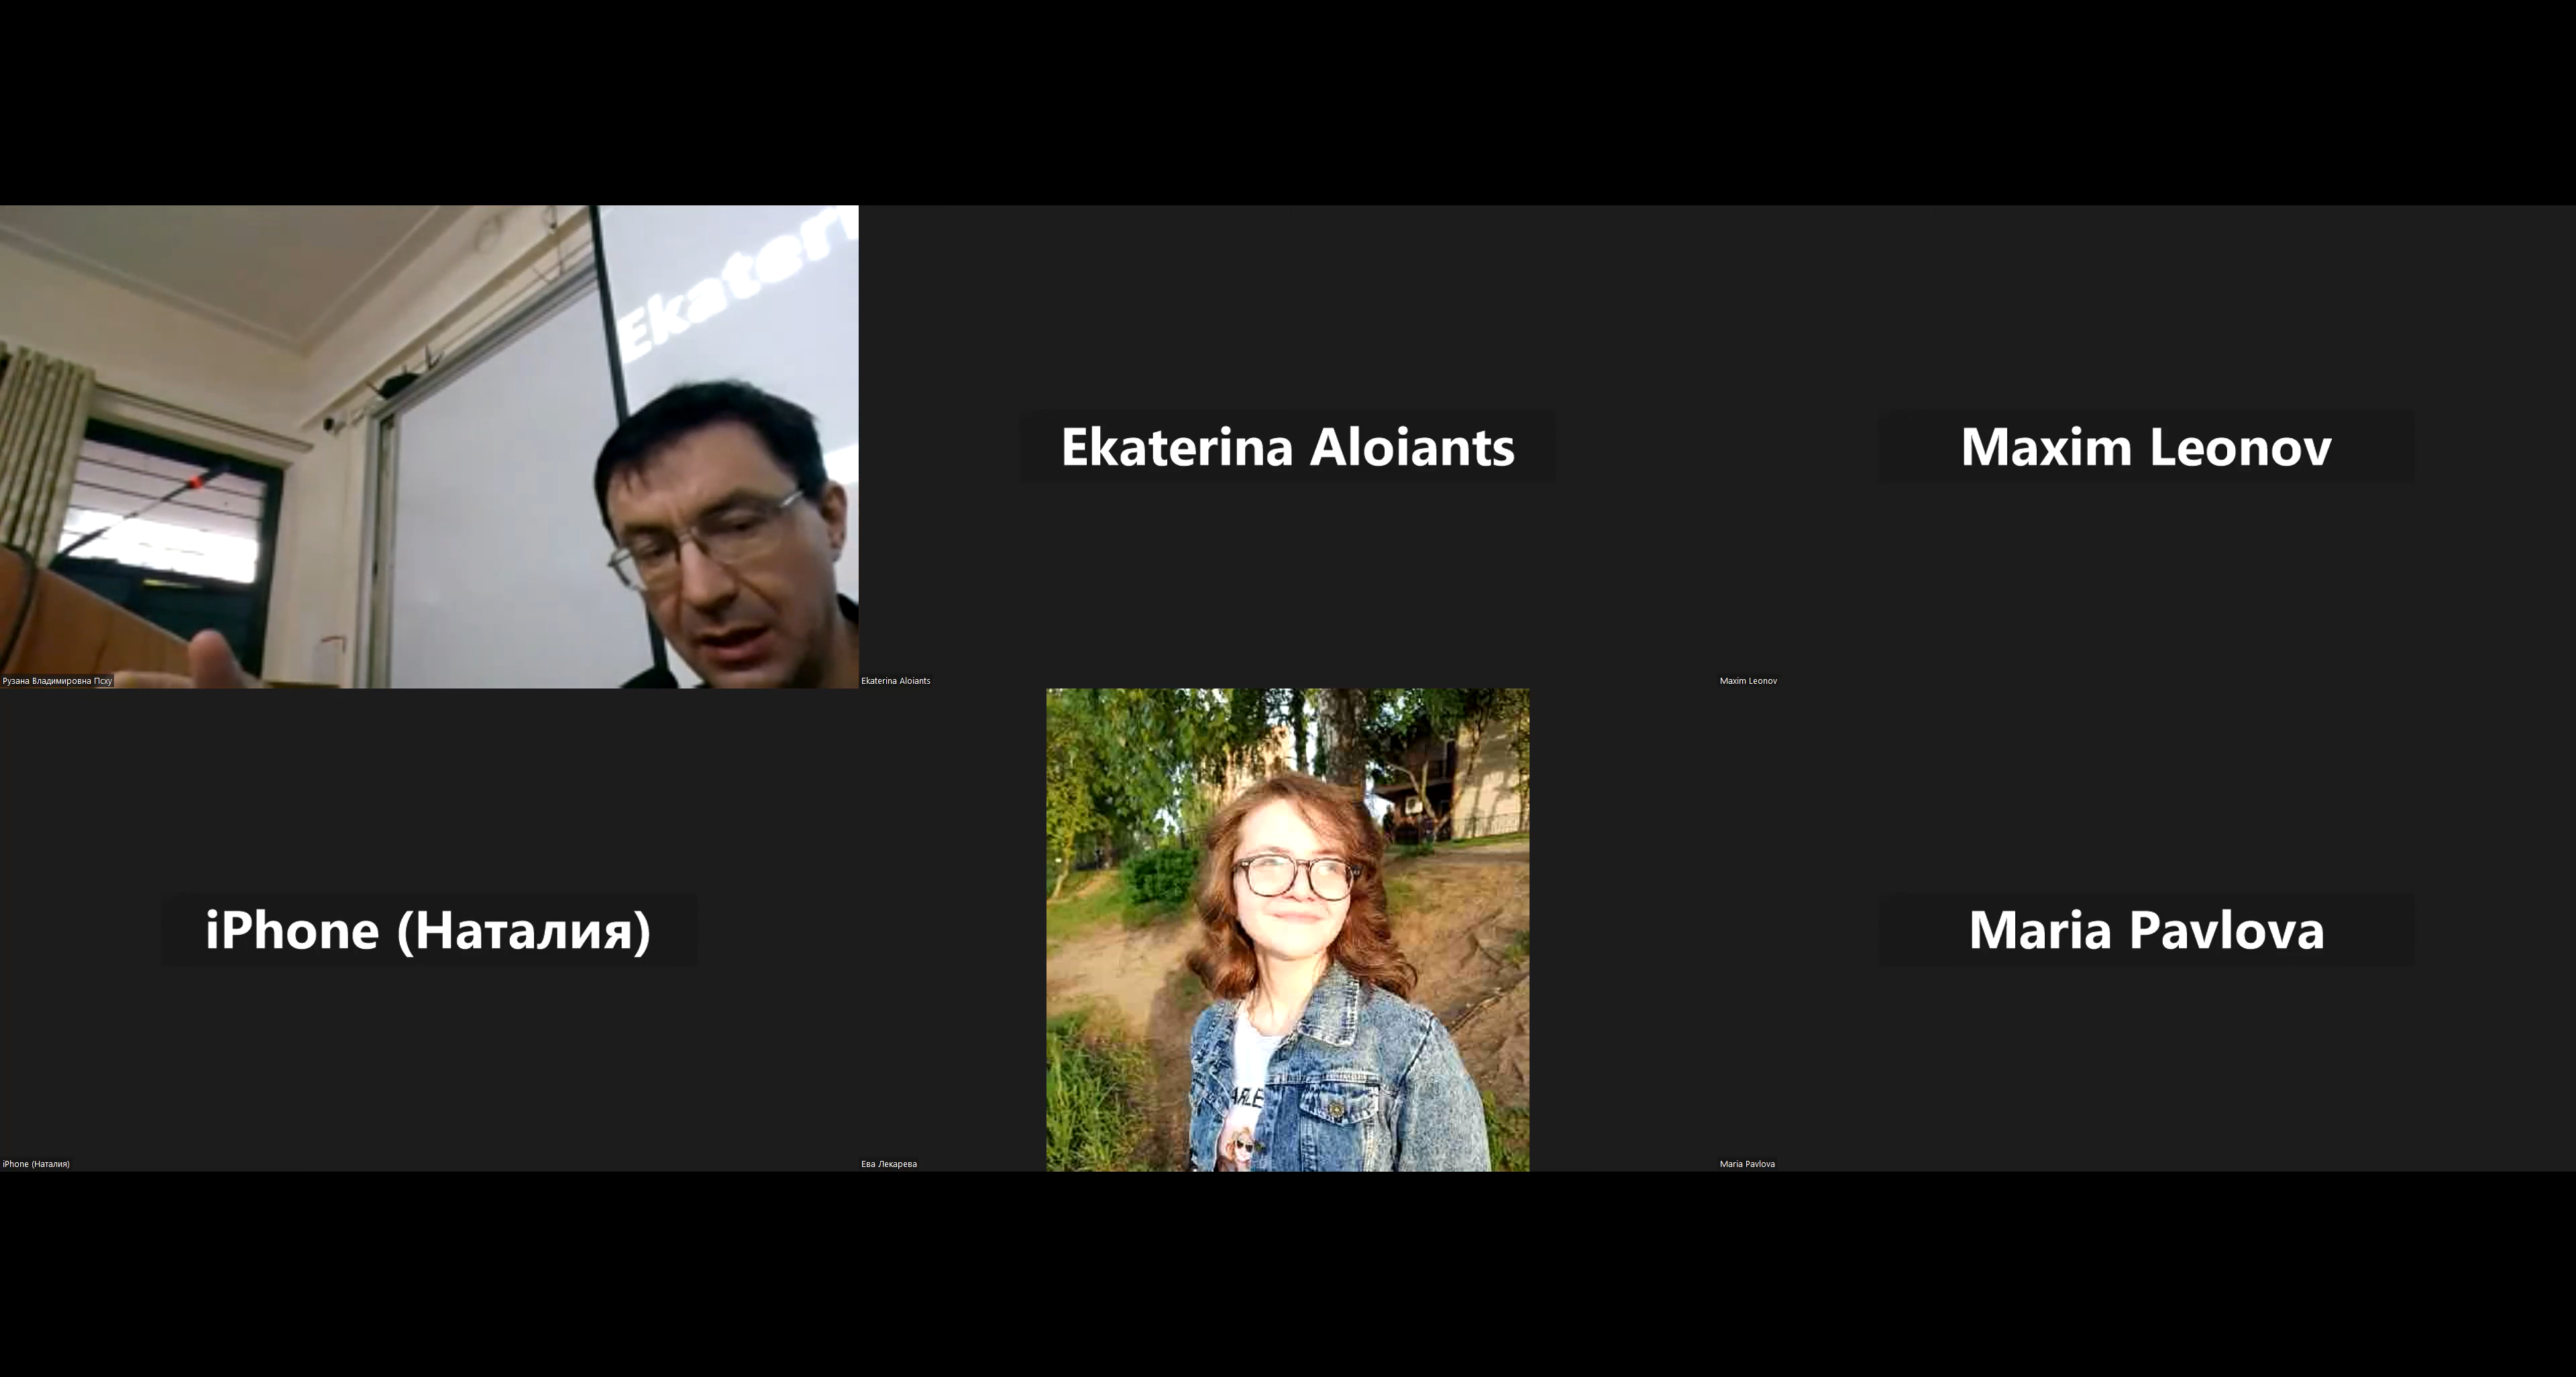 Ekater
Ekaterina Aloiants
Maxim Leonov
Рузана Владимировна Псху
Ekaterina Aloiants
Maxim Leonov
iPhone (Наталия)
ARLE
Maria Pavlova
iPhone (Наталия)
Ева Лекарева
Maria Pavlova